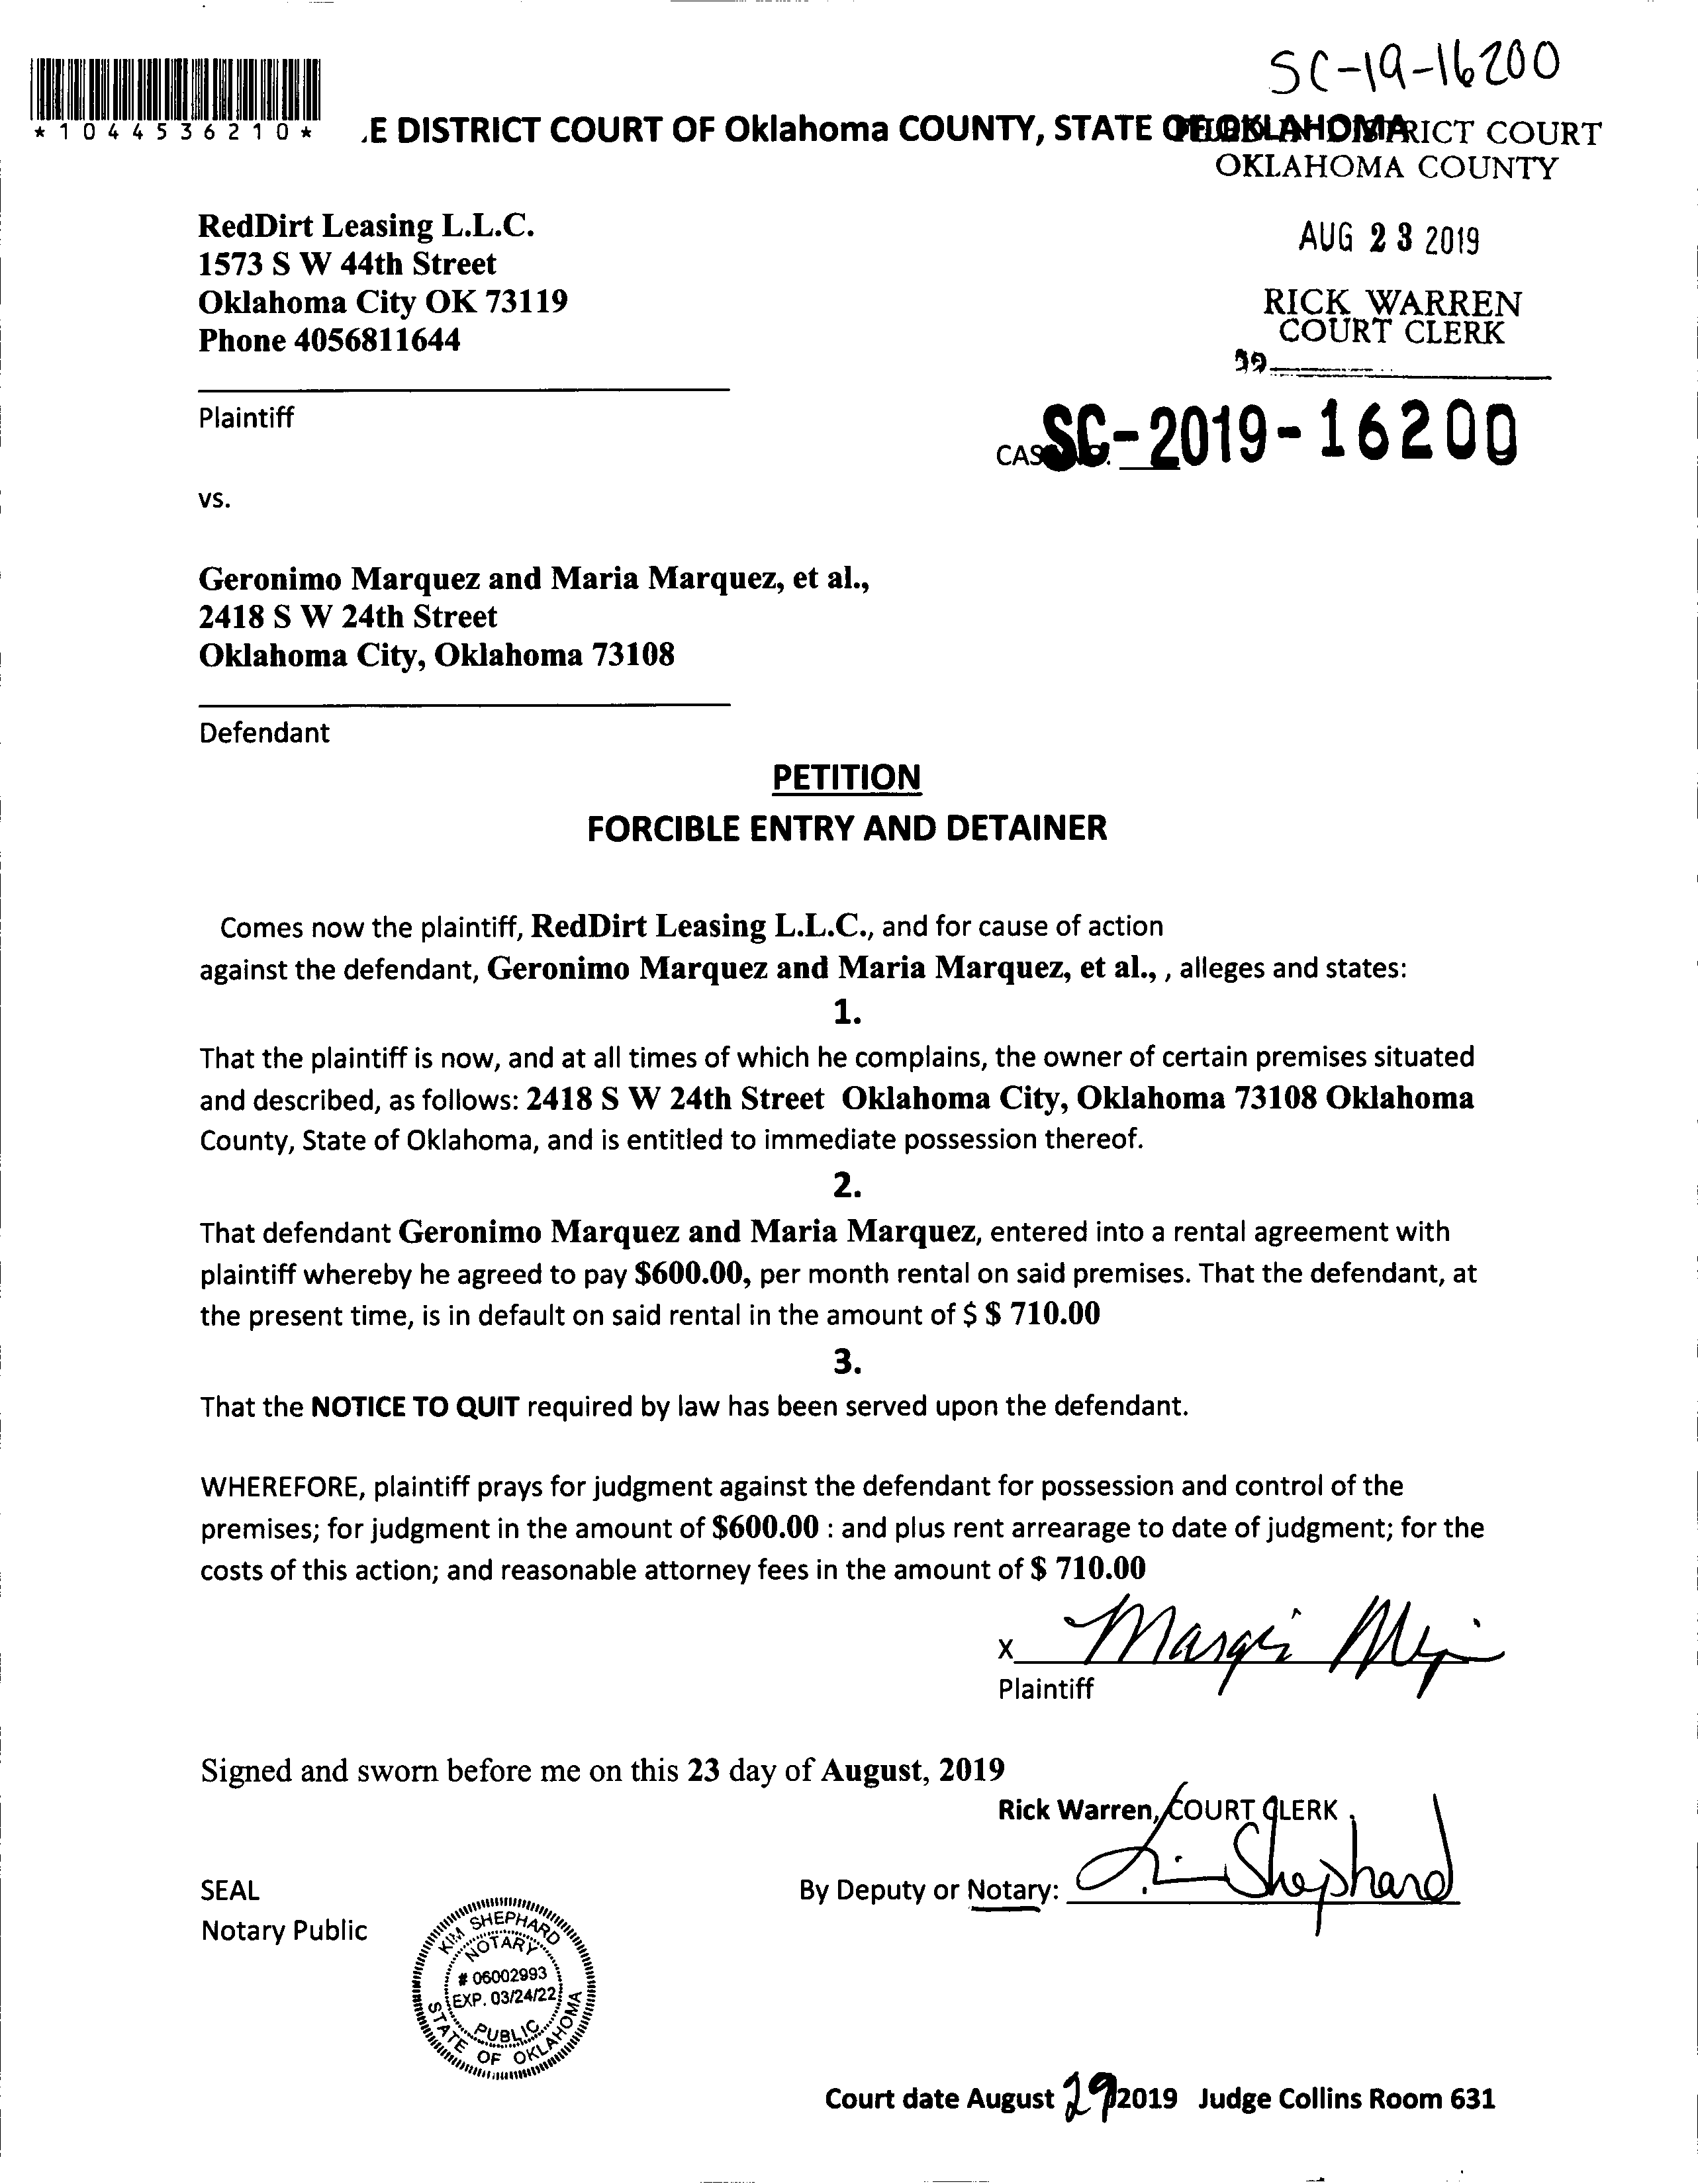 SC-19-16200
*1044536210*
.E DISTRICT COURT OF Oklahoma COUNTY, STATE OF OKLAHOMA
DISTRICT COURT
OKLAHOMA COUNTY
RedDirt Leasing L.L.C.
1573 S W 44th Street
Oklahoma City OK 73119
Phone 4056811644
AUG 23 2019
RICK WARREN
COURT CLERK
39
Plaintiff
CAS
SC-2019-16200
vs.
Geronimo Marquez and Maria Marquez, et al.,
2418 S W 24th Street
Oklahoma City, Oklahoma 73108
Defendant
PETITION
FORCIBLE ENTRY AND DETAINER
Comes now the plaintiff, RedDirt Leasing L.L.C., and for cause of action
against the defendant, Geronimo Marquez and Maria Marquez, et al., , alleges and states:
1.
That the plaintiff is now, and at all times of which he complains, the owner of certain premises situated
and described, as follows: 2418 S W 24th Street Oklahoma City, Oklahoma 73108 Oklahoma
County, State of Oklahoma, and is entitled to immediate possession thereof.
2.
That defendant Geronimo Marquez and Maria Marquez, entered into a rental agreement with
plaintiff whereby he agreed to pay $600.00, per month rental on said premises. That the defendant, at
the present time, is in default on said rental in the amount of $ $ 710.00
3.
That the NOTICE TO QUIT required by law has been served upon the defendant.
WHEREFORE, plaintiff prays for judgment against the defendant for possession and control of the
premises; for judgment in the amount of $600.00 : and plus rent arrearage to date of judgment; for the
costs of this action; and reasonable attorney fees in the amount of $ 710.00
X
Plaintiff
Signed and sworn before me on this 23 day of August, 2019
Rick Warren, COURT CLERK
SEAL
By Deputy or Notary: Kim Shephard
Notary Public
KIM SHEPHARD
NOTARY
# 06002993
EXP. 03/24/22
PUBLIC
STATE OF OKLAHOMA
Court date August 29 2019 Judge Collins Room 631